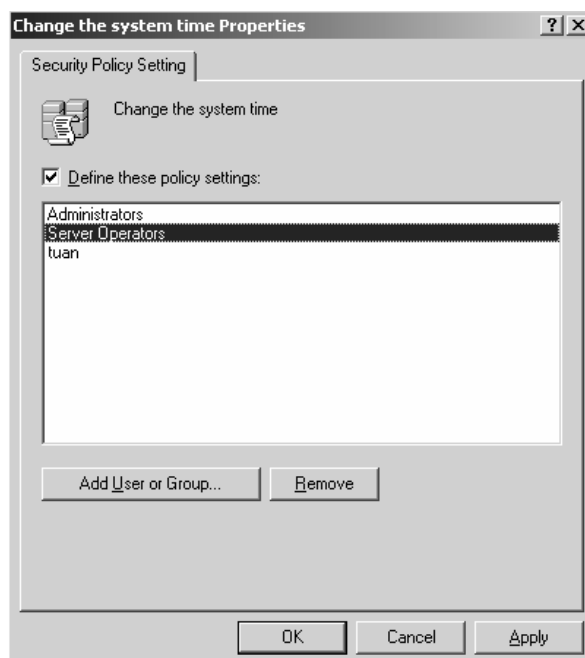 Change the system time Properties
Security Policy Setting
Change the system time
Define these policy settings:
Administrators
Server Operators
tuan
Add User or Group... Remove
OK Cancel Apply